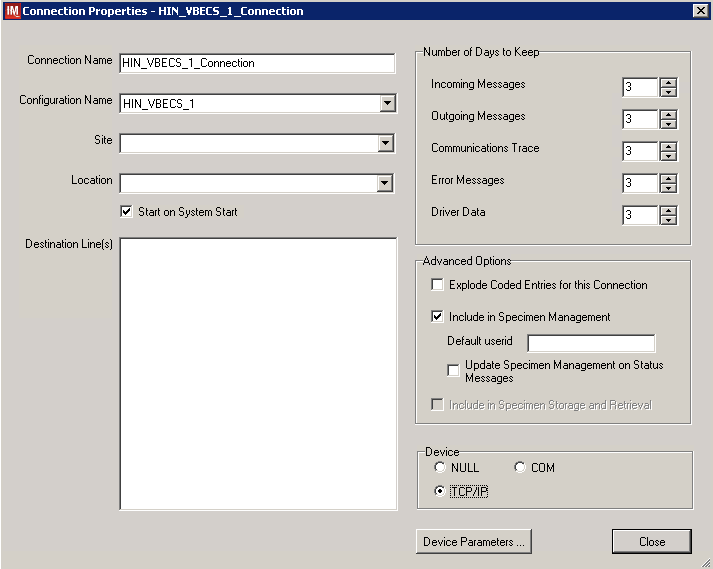 IM Connection Properties - HIN_VBECS_1_Connection
Connection Name HIN_VBECS_1_Connection
Configuration Name HIN_VBECS_1
Site
Location
Start on System Start
Destination Line(s)
Number of Days to Keep
Incoming Messages 3
Outgoing Messages 3
Communications Trace 3
Error Messages 3
Driver Data 3
Advanced Options
Explode Coded Entries for this Connection
Include in Specimen Management
Default userid
Update Specimen Management on Status
Messages
Include in Specimen Storage and Retrieval
Device
NULL COM
TCP/IP
Device Parameters ... Close